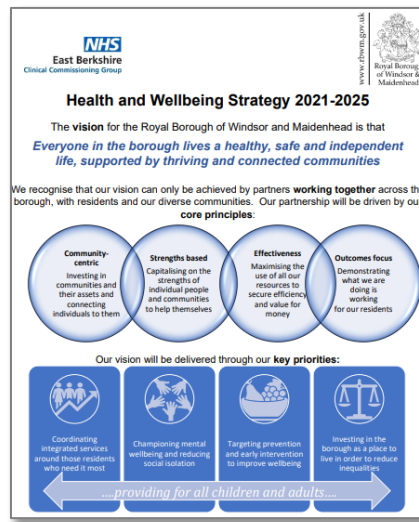 NHS
East Berkshire
Clinical Commissioning Group
www.rbwm.gov.uk
Royal Borough
of Windsor &
Maidenhead
Health and Wellbeing Strategy 2021-2025
The vision for the Royal Borough of Windsor and Maidenhead is that
Everyone in the borough lives a healthy, safe and independent
life, supported by thriving and connected communities
We recognise that our vision can only be achieved by partners working together across th
borough, with residents and our diverse communities. Our partnership will be driven by ou
core principles:
Community-
centric
Investing in
communities and
their assets and
connecting
individuals to them
Strengths based
Capitalising on the
strengths of
individual people
and communities
to help themselves
Effectiveness
Maximising the
use of all our
resources to
secure efficiency
and value for
money
Outcomes focus
Demonstrating
what we are
doing is
working
for our residents
Our vision will be delivered through our key priorities:
Coordinating
integrated services
around those residents
who need it most
Championing mental
wellbeing and reducing
social isolation
Targeting prevention
and early intervention
to improve wellbeing
Investing in the
borough as a place to
live in order to reduce
inequalities
....providing for all children and adults....